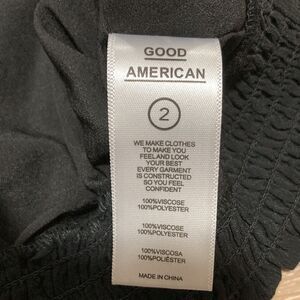 GOOD
AMERICAN
2
WE MAKE CLOTHES
TO MAKE YOU
FEEL AND LOOK
YOUR BEST
EVERY GARMENT
IS CONSTRUCTED
SO YOU FEEL
CONFIDENT
100%VISCOSE
100%POLYESTER
100%VISCOSE
100%POLYESTER
100%VISCOSA
100%POLIÉSTER
MADE IN CHINA